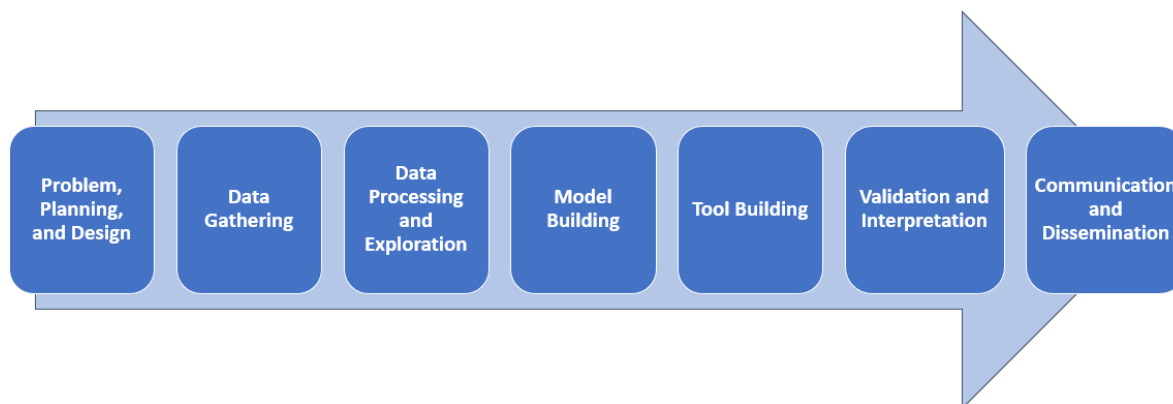 Problem,
Planning,
and Design
Data
Gathering
Data
Processing
and
Exploration
Model
Building
Tool Building
Validation and
Interpretation
Communication
and
Dissemination